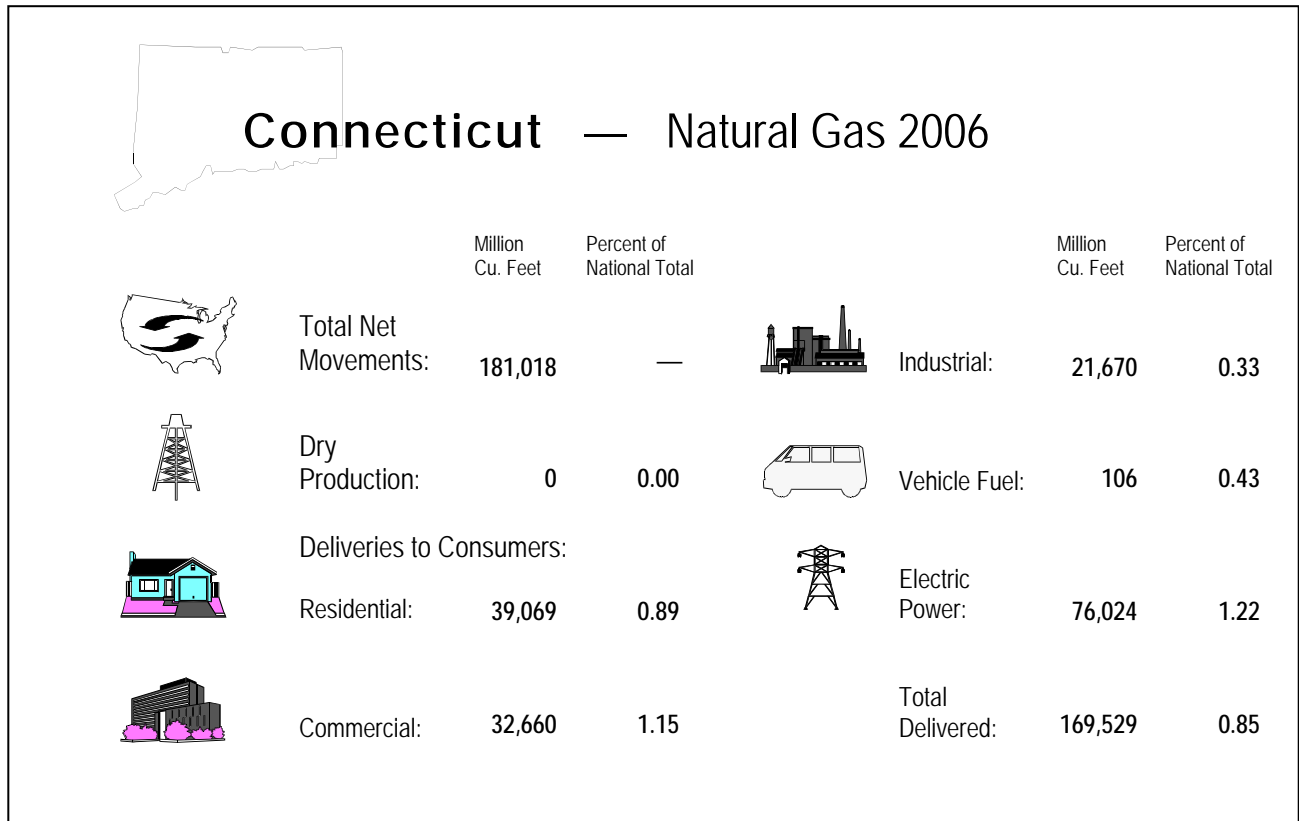 Connecticut — Natural Gas 2006
Million Cu. Feet
Percent of National Total
Total Net Movements: 181,018 —
Dry Production: 0 0.00
Deliveries to Consumers:
Residential: 39,069 0.89
Commercial: 32,660 1.15
Million Cu. Feet
Percent of National Total
Industrial: 21,670 0.33
Vehicle Fuel: 106 0.43
Electric Power: 76,024 1.22
Total Delivered: 169,529 0.85